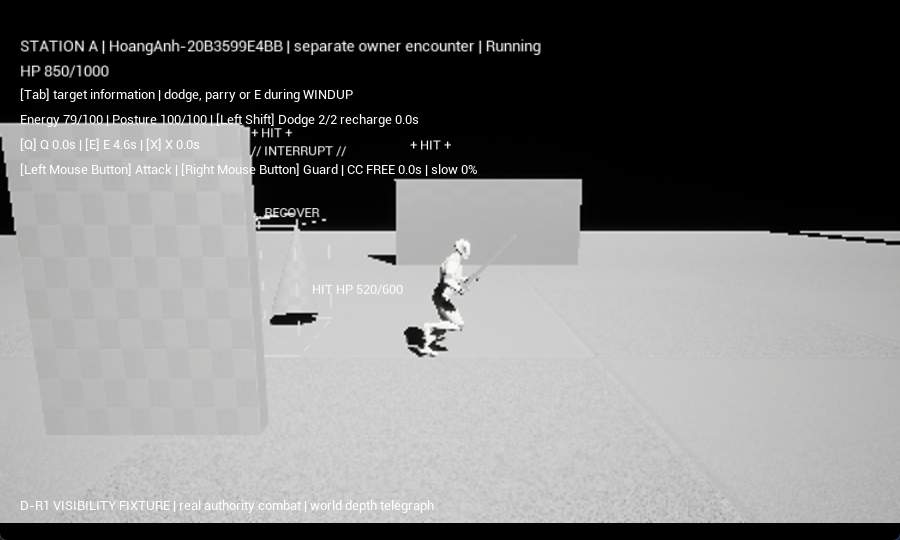 STATION A | HoangAnh-20B3599E4BB | separate owner encounter | Running
HP 850/1000
[Tab] target information | dodge, parry or E during WINDUP
Energy 79/100 | Posture 100/100 | [Left Shift] Dodge 2/2 recharge 0.0s
+ HIT +
[Q] Q 0.0s | [E] E 4.6s | [X] X 0.0s
// INTERRUPT //
+ HIT +
[Left Mouse Button] Attack | [Right Mouse Button] Guard | CC FREE 0.0s | slow 0%
RECOVER
HIT HP 520/600
D-R1 VISIBILITY FIXTURE | real authority combat | world depth telegraph